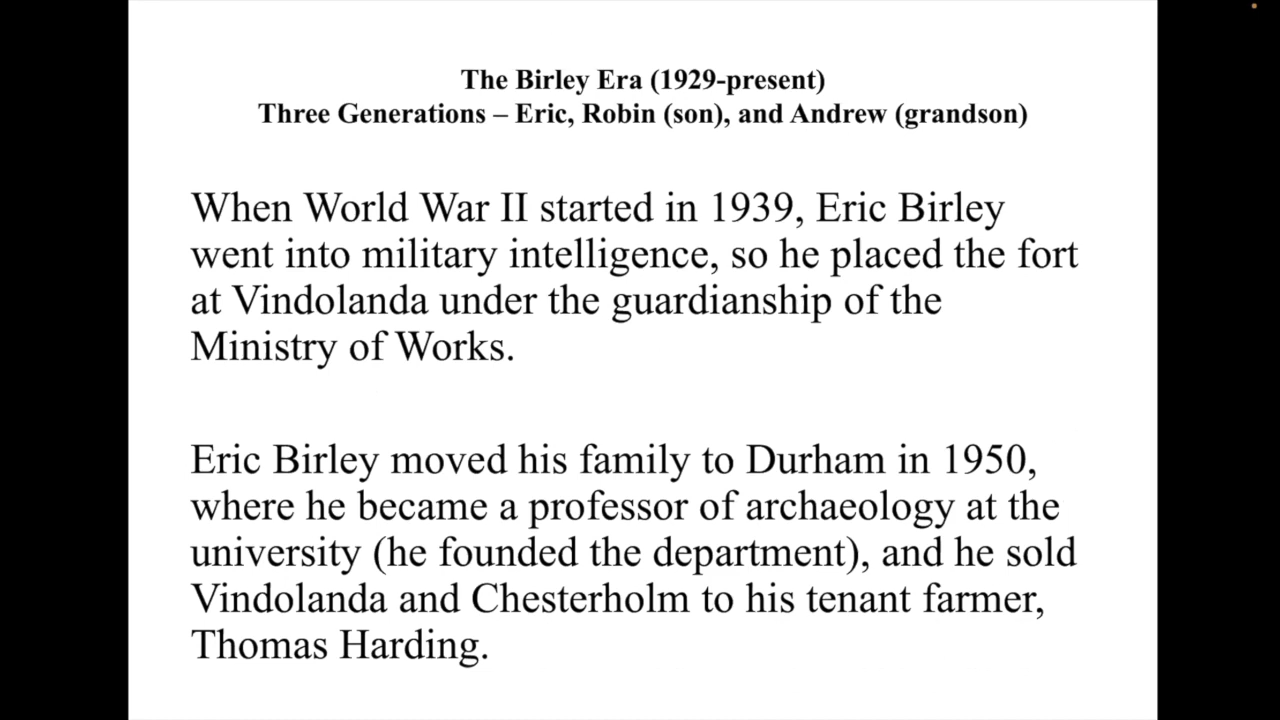 The Birley Era (1929-present)
Three Generations – Eric, Robin (son), and Andrew (grandson)
When World War II started in 1939, Eric Birley
went into military intelligence, so he placed the fort
at Vindolanda under the guardianship of the
Ministry of Works.
Eric Birley moved his family to Durham in 1950,
where he became a professor of archaeology at the
university (he founded the department), and he sold
Vindolanda and Chesterholm to his tenant farmer,
Thomas Harding.